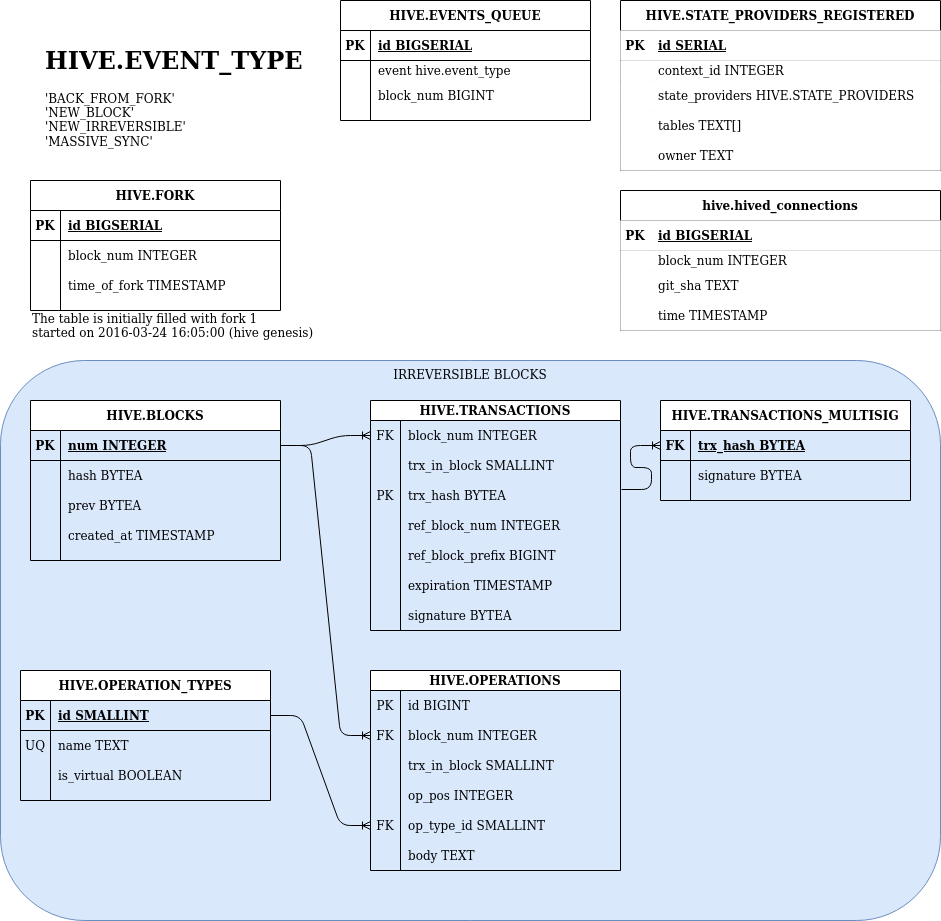 HIVE.EVENT_TYPE
'BACK_FROM_FORK'
'NEW_BLOCK'
'NEW_IRREVERSIBLE'
'MASSIVE_SYNC'
HIVE.EVENTS_QUEUE
PK id BIGSERIAL
event hive.event_type
block_num BIGINT
HIVE.STATE_PROVIDERS_REGISTERED
PK id SERIAL
context_id INTEGER
state_providers HIVE.STATE_PROVIDERS
tables TEXT[]
owner TEXT
HIVE.FORK
PK id BIGSERIAL
block_num INTEGER
time_of_fork TIMESTAMP
The table is initially filled with fork 1
started on 2016-03-24 16:05:00 (hive genesis)
hive.hived_connections
PK id BIGSERIAL
block_num INTEGER
git_sha TEXT
time TIMESTAMP
IRREVERSIBLE BLOCKS
HIVE.BLOCKS
PK num INTEGER
hash BYTEA
prev BYTEA
created_at TIMESTAMP
HIVE.TRANSACTIONS
FK block_num INTEGER
trx_in_block SMALLINT
PK trx_hash BYTEA
ref_block_num INTEGER
ref_block_prefix BIGINT
expiration TIMESTAMP
signature BYTEA
HIVE.TRANSACTIONS_MULTISIG
FK trx_hash BYTEA
signature BYTEA
HIVE.OPERATION_TYPES
PK id SMALLINT
UQ name TEXT
is_virtual BOOLEAN
HIVE.OPERATIONS
PK id BIGINT
FK block_num INTEGER
trx_in_block SMALLINT
op_pos INTEGER
FK op_type_id SMALLINT
body TEXT